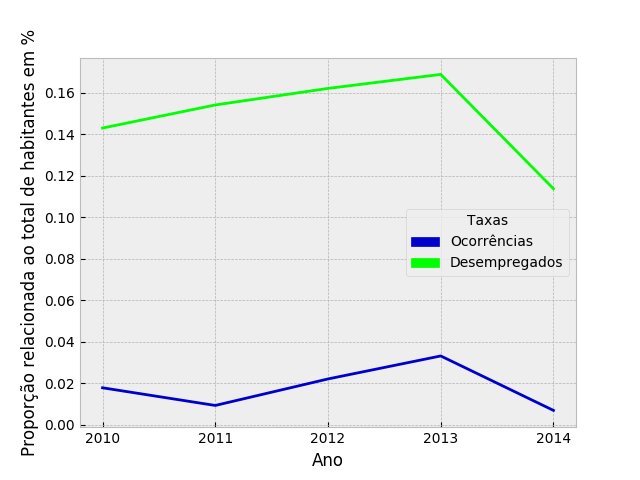 Proporção relacionada ao total de habitantes em %
0.16
0.14
0.12
0.10
0.08
0.06
0.04
0.02
0.00
Taxas
Ocorrências
Desempregados
2010 2011 2012 2013 2014
Ano